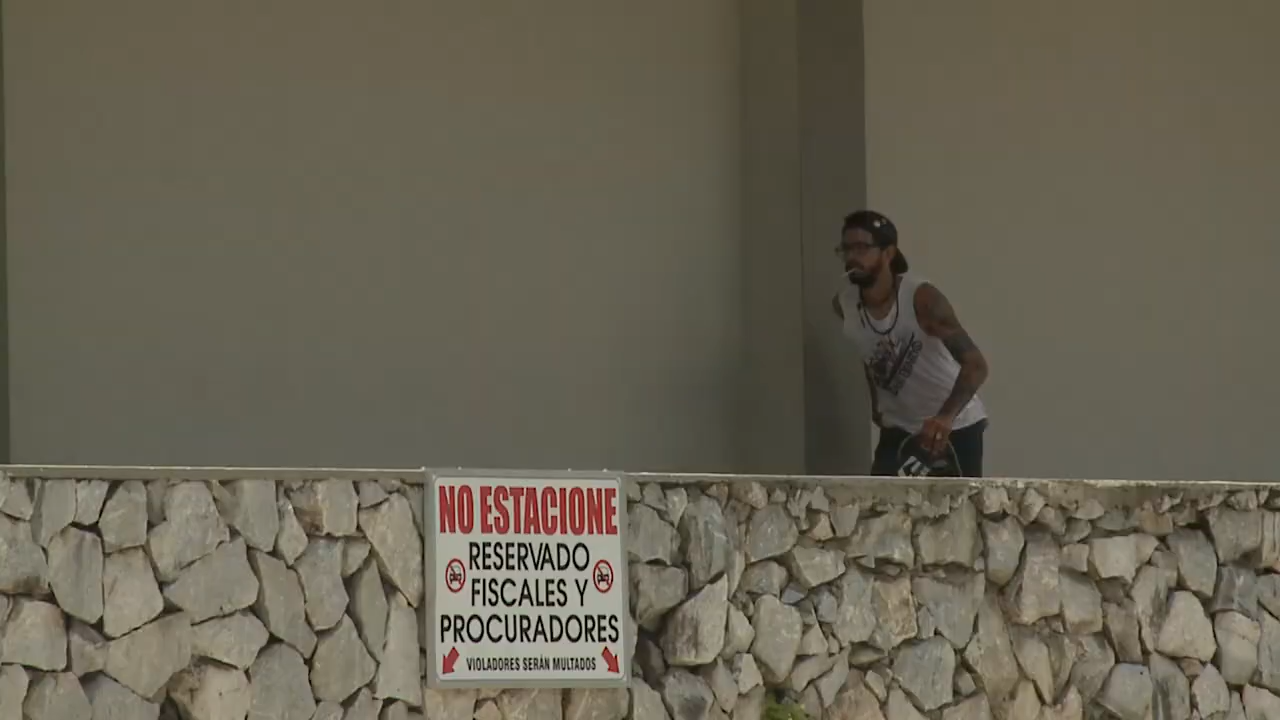 NO ESTACIONE
RESERVADO
FISCALES Y
PROCURADORES
VIOLADORES SERÁN MULTADOS